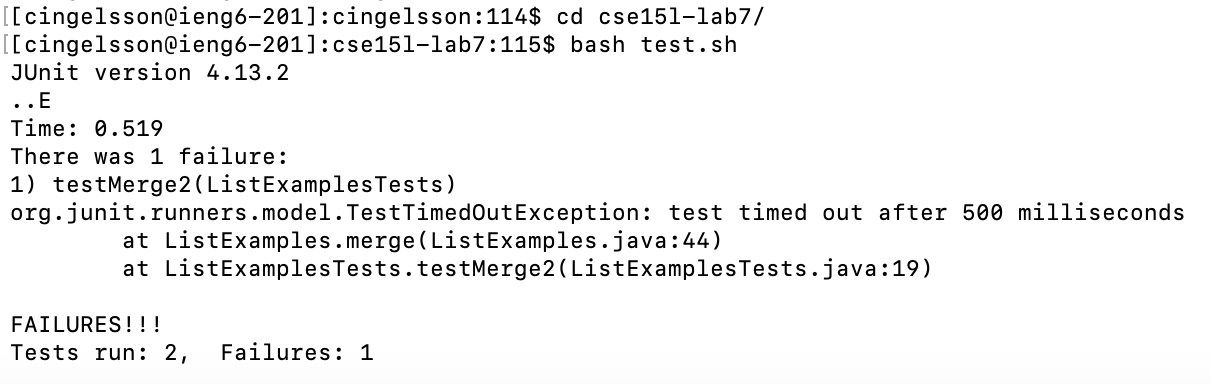 [[cingelsson@ieng6-201]:cingelsson:114$ cd cse15l-lab7/
[[cingelsson@ieng6-201]:cse15l-lab7:115$ bash test.sh
JUnit version 4.13.2
..E
Time: 0.519
There was 1 failure:
1) testMerge2(ListExamplesTests)
org.junit.runners.model.TestTimedOutException: test timed out after 500 milliseconds
        at ListExamples.merge(ListExamples.java:44)
        at ListExamplesTests.testMerge2(ListExamplesTests.java:19)

FAILURES!!!
Tests run: 2,  Failures: 1